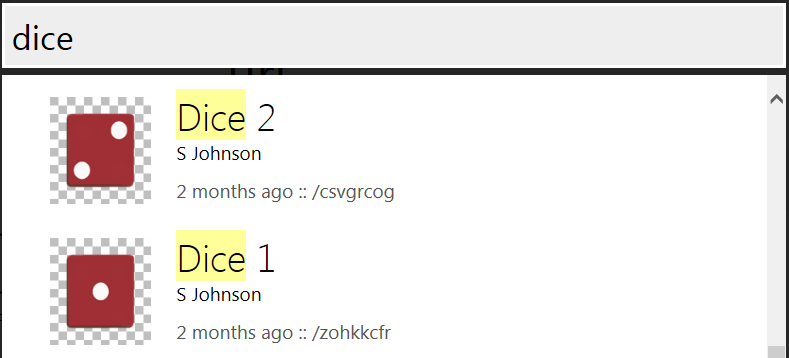 dice
Dice 2
S Johnson
2 months ago :: /csvgrcog
Dice 1
S Johnson
2 months ago :: /zohkkcfr